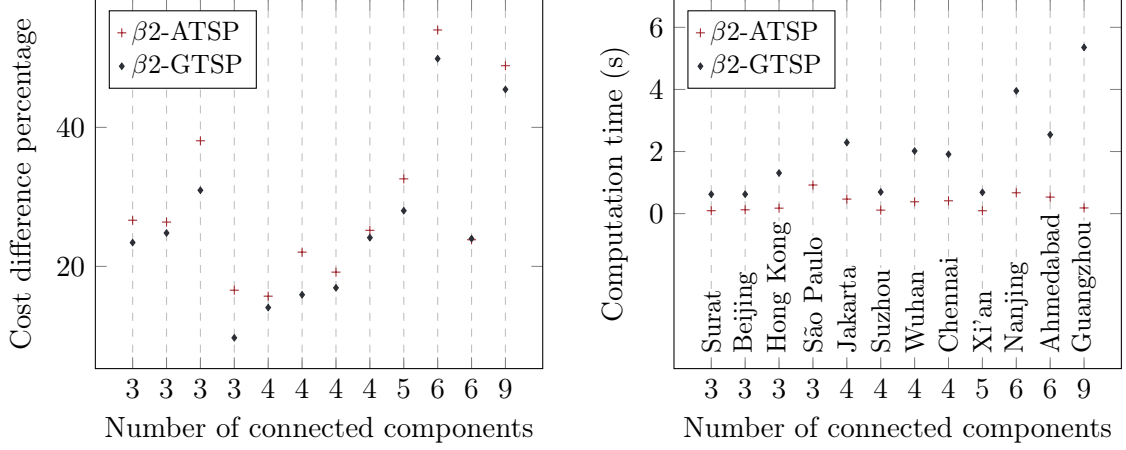 Cost difference percentage
40
20
β2-ATSP
β2-GTSP
3 3 3 3 4 4 4 4 5 6 6 9
Number of connected components
Computation time (s)
6
4
2
0
β2-ATSP
β2-GTSP
Surat
Beijing
Hong Kong
São Paulo
Jakarta
Suzhou
Wuhan
Chennai
Xi'an
Nanjing
Ahmedabad
Guangzhou
3 3 3 3 4 4 4 4 5 6 6 9
Number of connected components